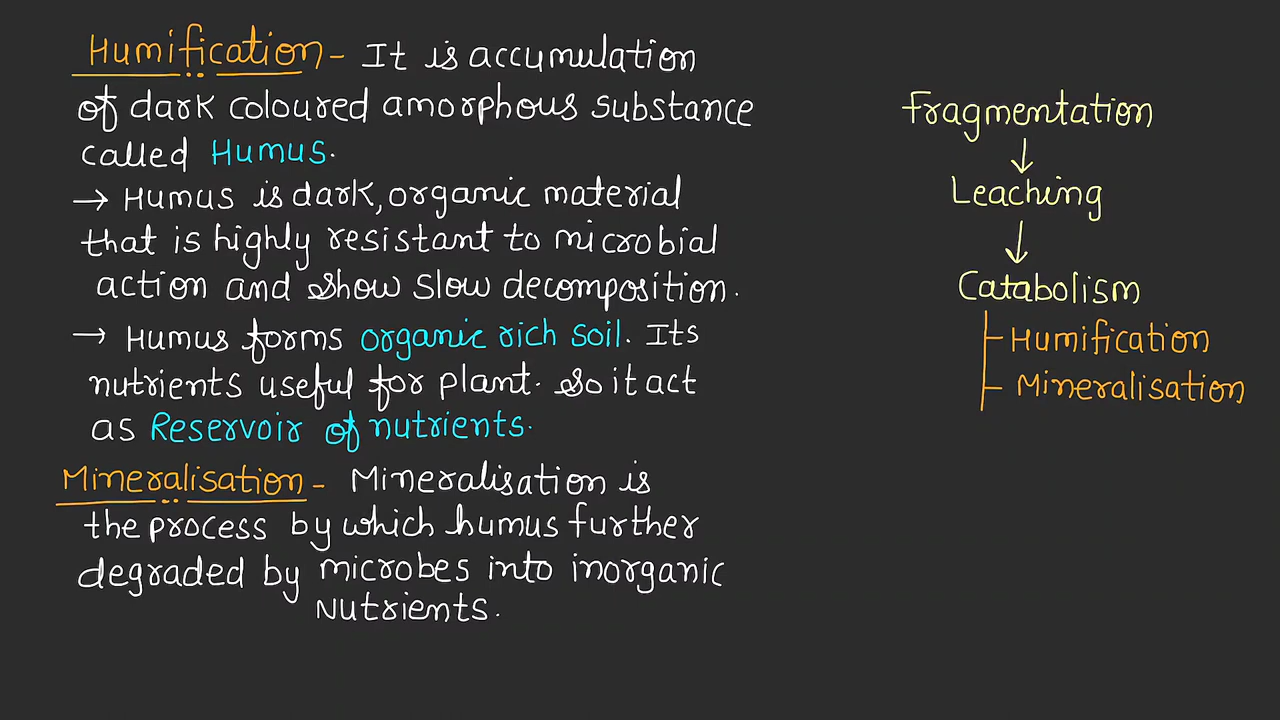 Humification - It is accumulation
of dark coloured amorphous substance
called Humus.
→ Humus is dark, organic material
that is highly resistant to microbial
action and show slow decomposition.
→ Humus forms organic rich soil. Its
nutrients useful for plant. So it act
as Reservoir of nutrients.
Mineralisation - Mineralisation is
the process by which humus further
degraded by microbes into inorganic
Nutrients.
Fragmentation
↓
Leaching
↓
Catabolism
Humification
Mineralisation